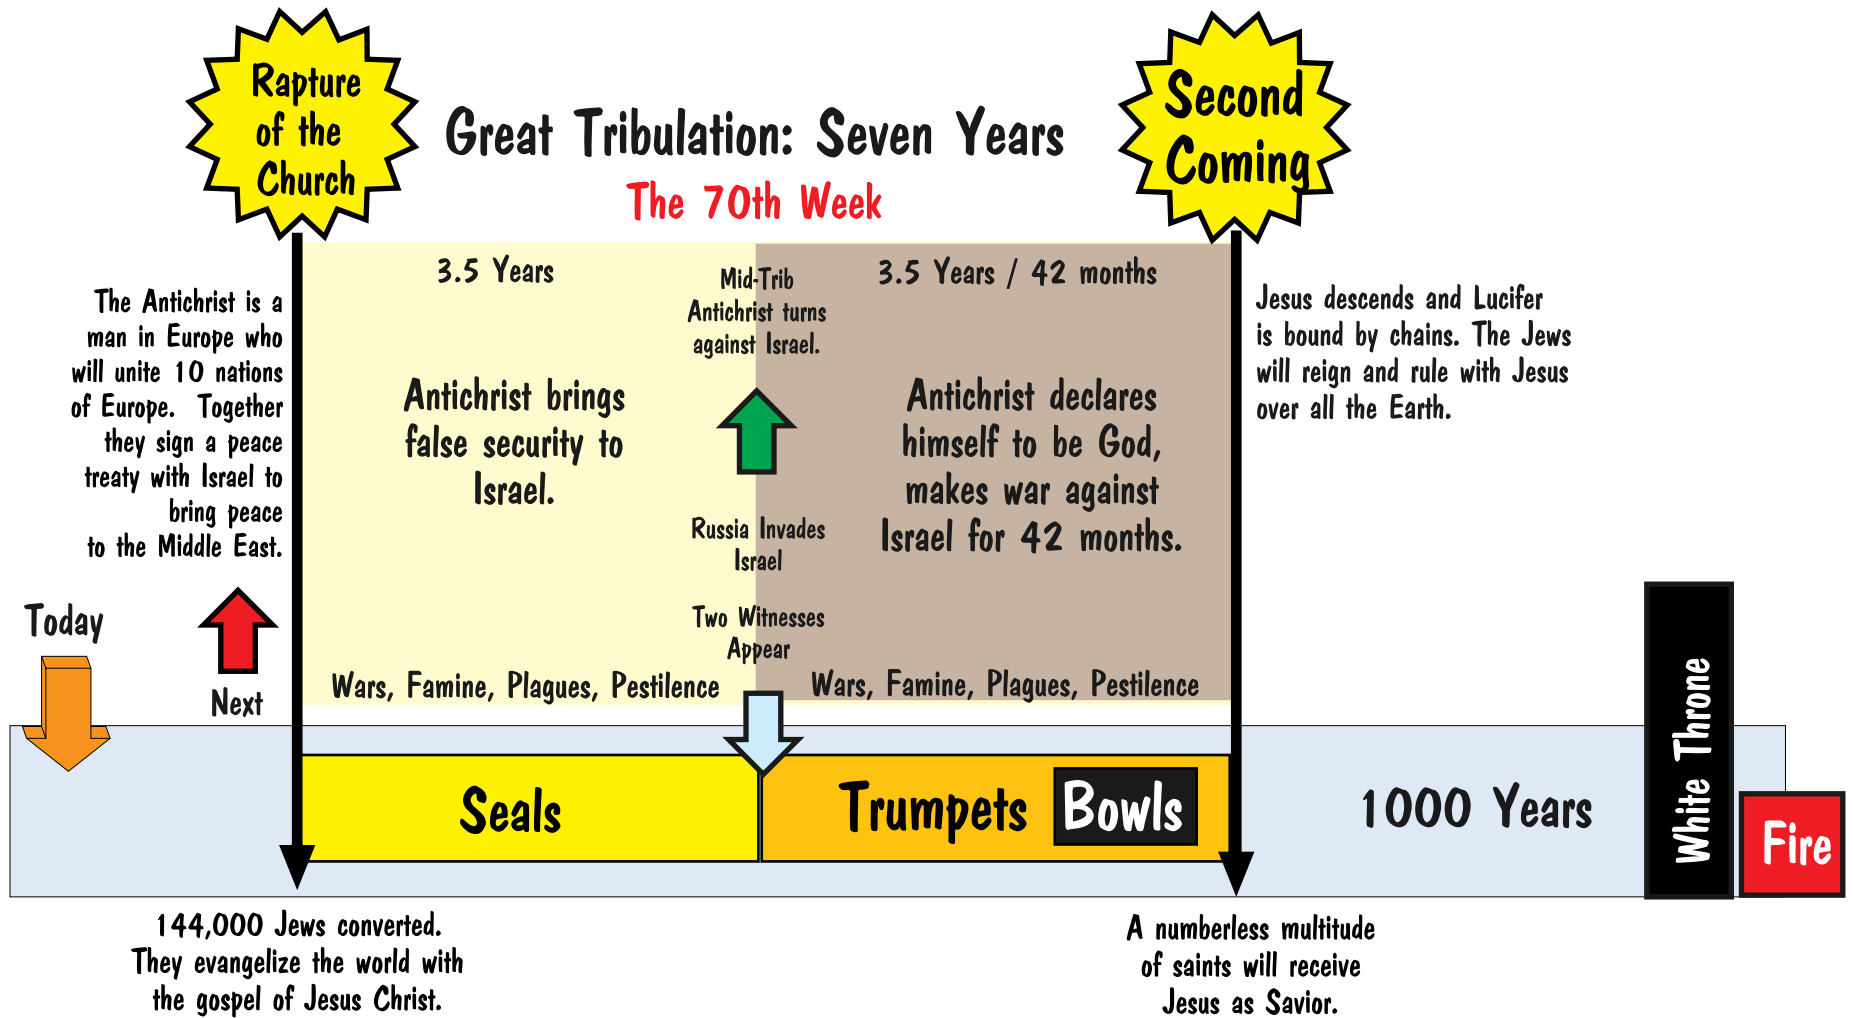 Rapture
of the
Church
Great Tribulation: Seven Years
The 70th Week
Second
Coming
The Antichrist is a
man in Europe who
will unite 10 nations
of Europe. Together
they sign a peace
treaty with Israel to
bring peace
to the Middle East.
3.5 Years
Antichrist brings
false security to
Israel.
Mid-Trib
Antichrist turns
against Israel.
Russia Invades
Israel
Two Witnesses
Appear
3.5 Years / 42 months
Antichrist declares
himself to be God,
makes war against
Israel for 42 months.
Jesus descends and Lucifer
is bound by chains. The Jews
will reign and rule with Jesus
over all the Earth.
Today
Next
Wars, Famine, Plagues, Pestilence
Wars, Famine, Plagues, Pestilence
Seals
Trumpets
Bowls
1000 Years
White Throne
Fire
144,000 Jews converted.
They evangelize the world with
the gospel of Jesus Christ.
A numberless multitude
of saints will receive
Jesus as Savior.